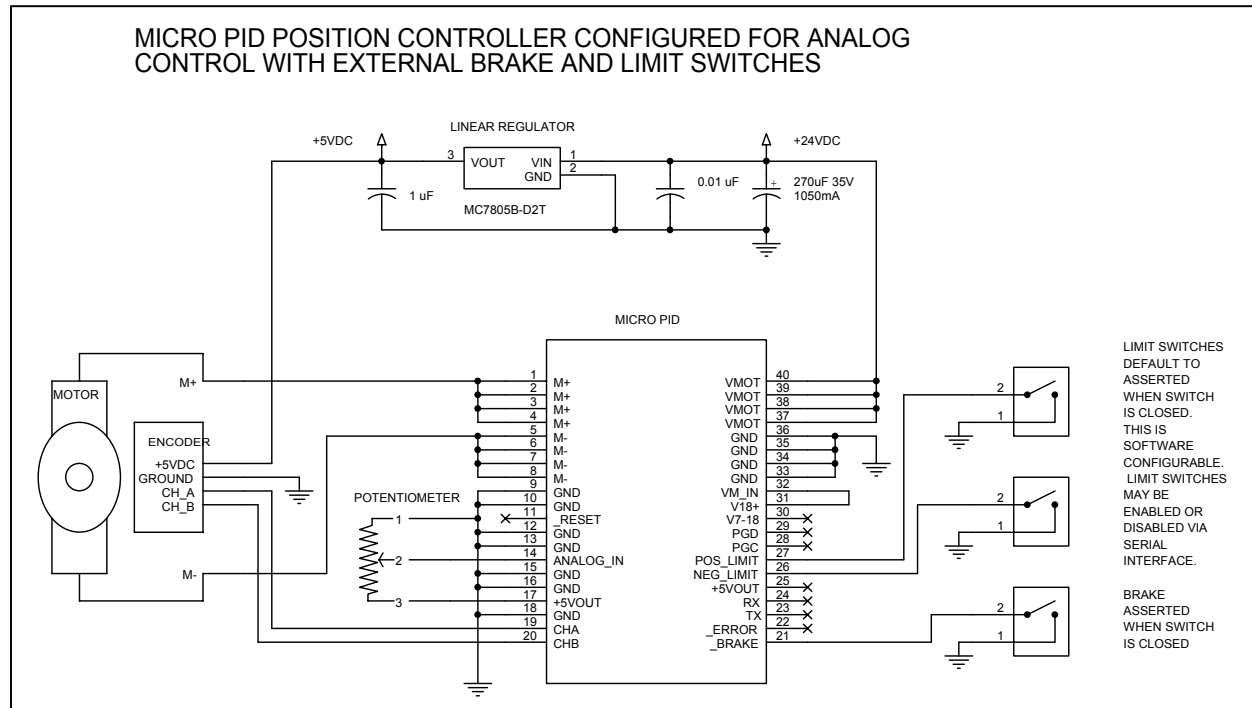 MICRO PID POSITION CONTROLLER CONFIGURED FOR ANALOG
CONTROL WITH EXTERNAL BRAKE AND LIMIT SWITCHES
LINEAR REGULATOR
+5VDC
+24VDC
3
VOUT
VIN
GND
1
2
1 uF
MC7805B-D2T
0.01 uF
+
270uF 35V
1050mA
MICRO PID
M+
MOTOR
ENCODER
+5VDC
GROUND
CH_A
CH_B
M-
POTENTIOMETER
1
2
3
1 M+
2 M+
3 M+
4 M+
5 M-
6 M-
7 M-
8 M-
9 GND
10 GND
11 _RESET
12 GND
13 GND
14 ANALOG_IN
15 GND
16 GND
17 +5VOUT
18 GND
19 CHA
20 CHB
VMOT 40
VMOT 39
VMOT 38
VMOT 37
GND 36
GND 35
GND 34
GND 33
VM_IN 32
V18+ 31
V7-18 30
PGD 29
PGC 28
POS_LIMIT 27
NEG_LIMIT 26
+5VOUT 25
RX 24
TX 23
_ERROR 22
_BRAKE 21
2
1
2
1
2
1
LIMIT SWITCHES
DEFAULT TO
ASSERTED
WHEN SWITCH
IS CLOSED.
THIS IS
SOFTWARE
CONFIGURABLE.
LIMIT SWITCHES
MAY BE
ENABLED OR
DISABLED VIA
SERIAL
INTERFACE.
BRAKE
ASSERTED
WHEN SWITCH
IS CLOSED